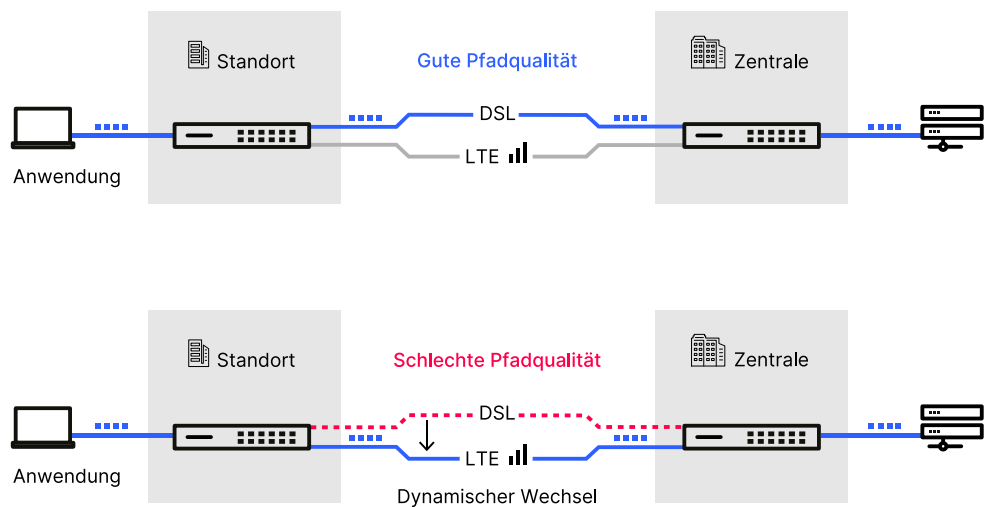 Standort
Gute Pfadqualität
Zentrale
DSL
LTE
Anwendung
Standort
Schlechte Pfadqualität
Zentrale
DSL
LTE
Anwendung
Dynamischer Wechsel